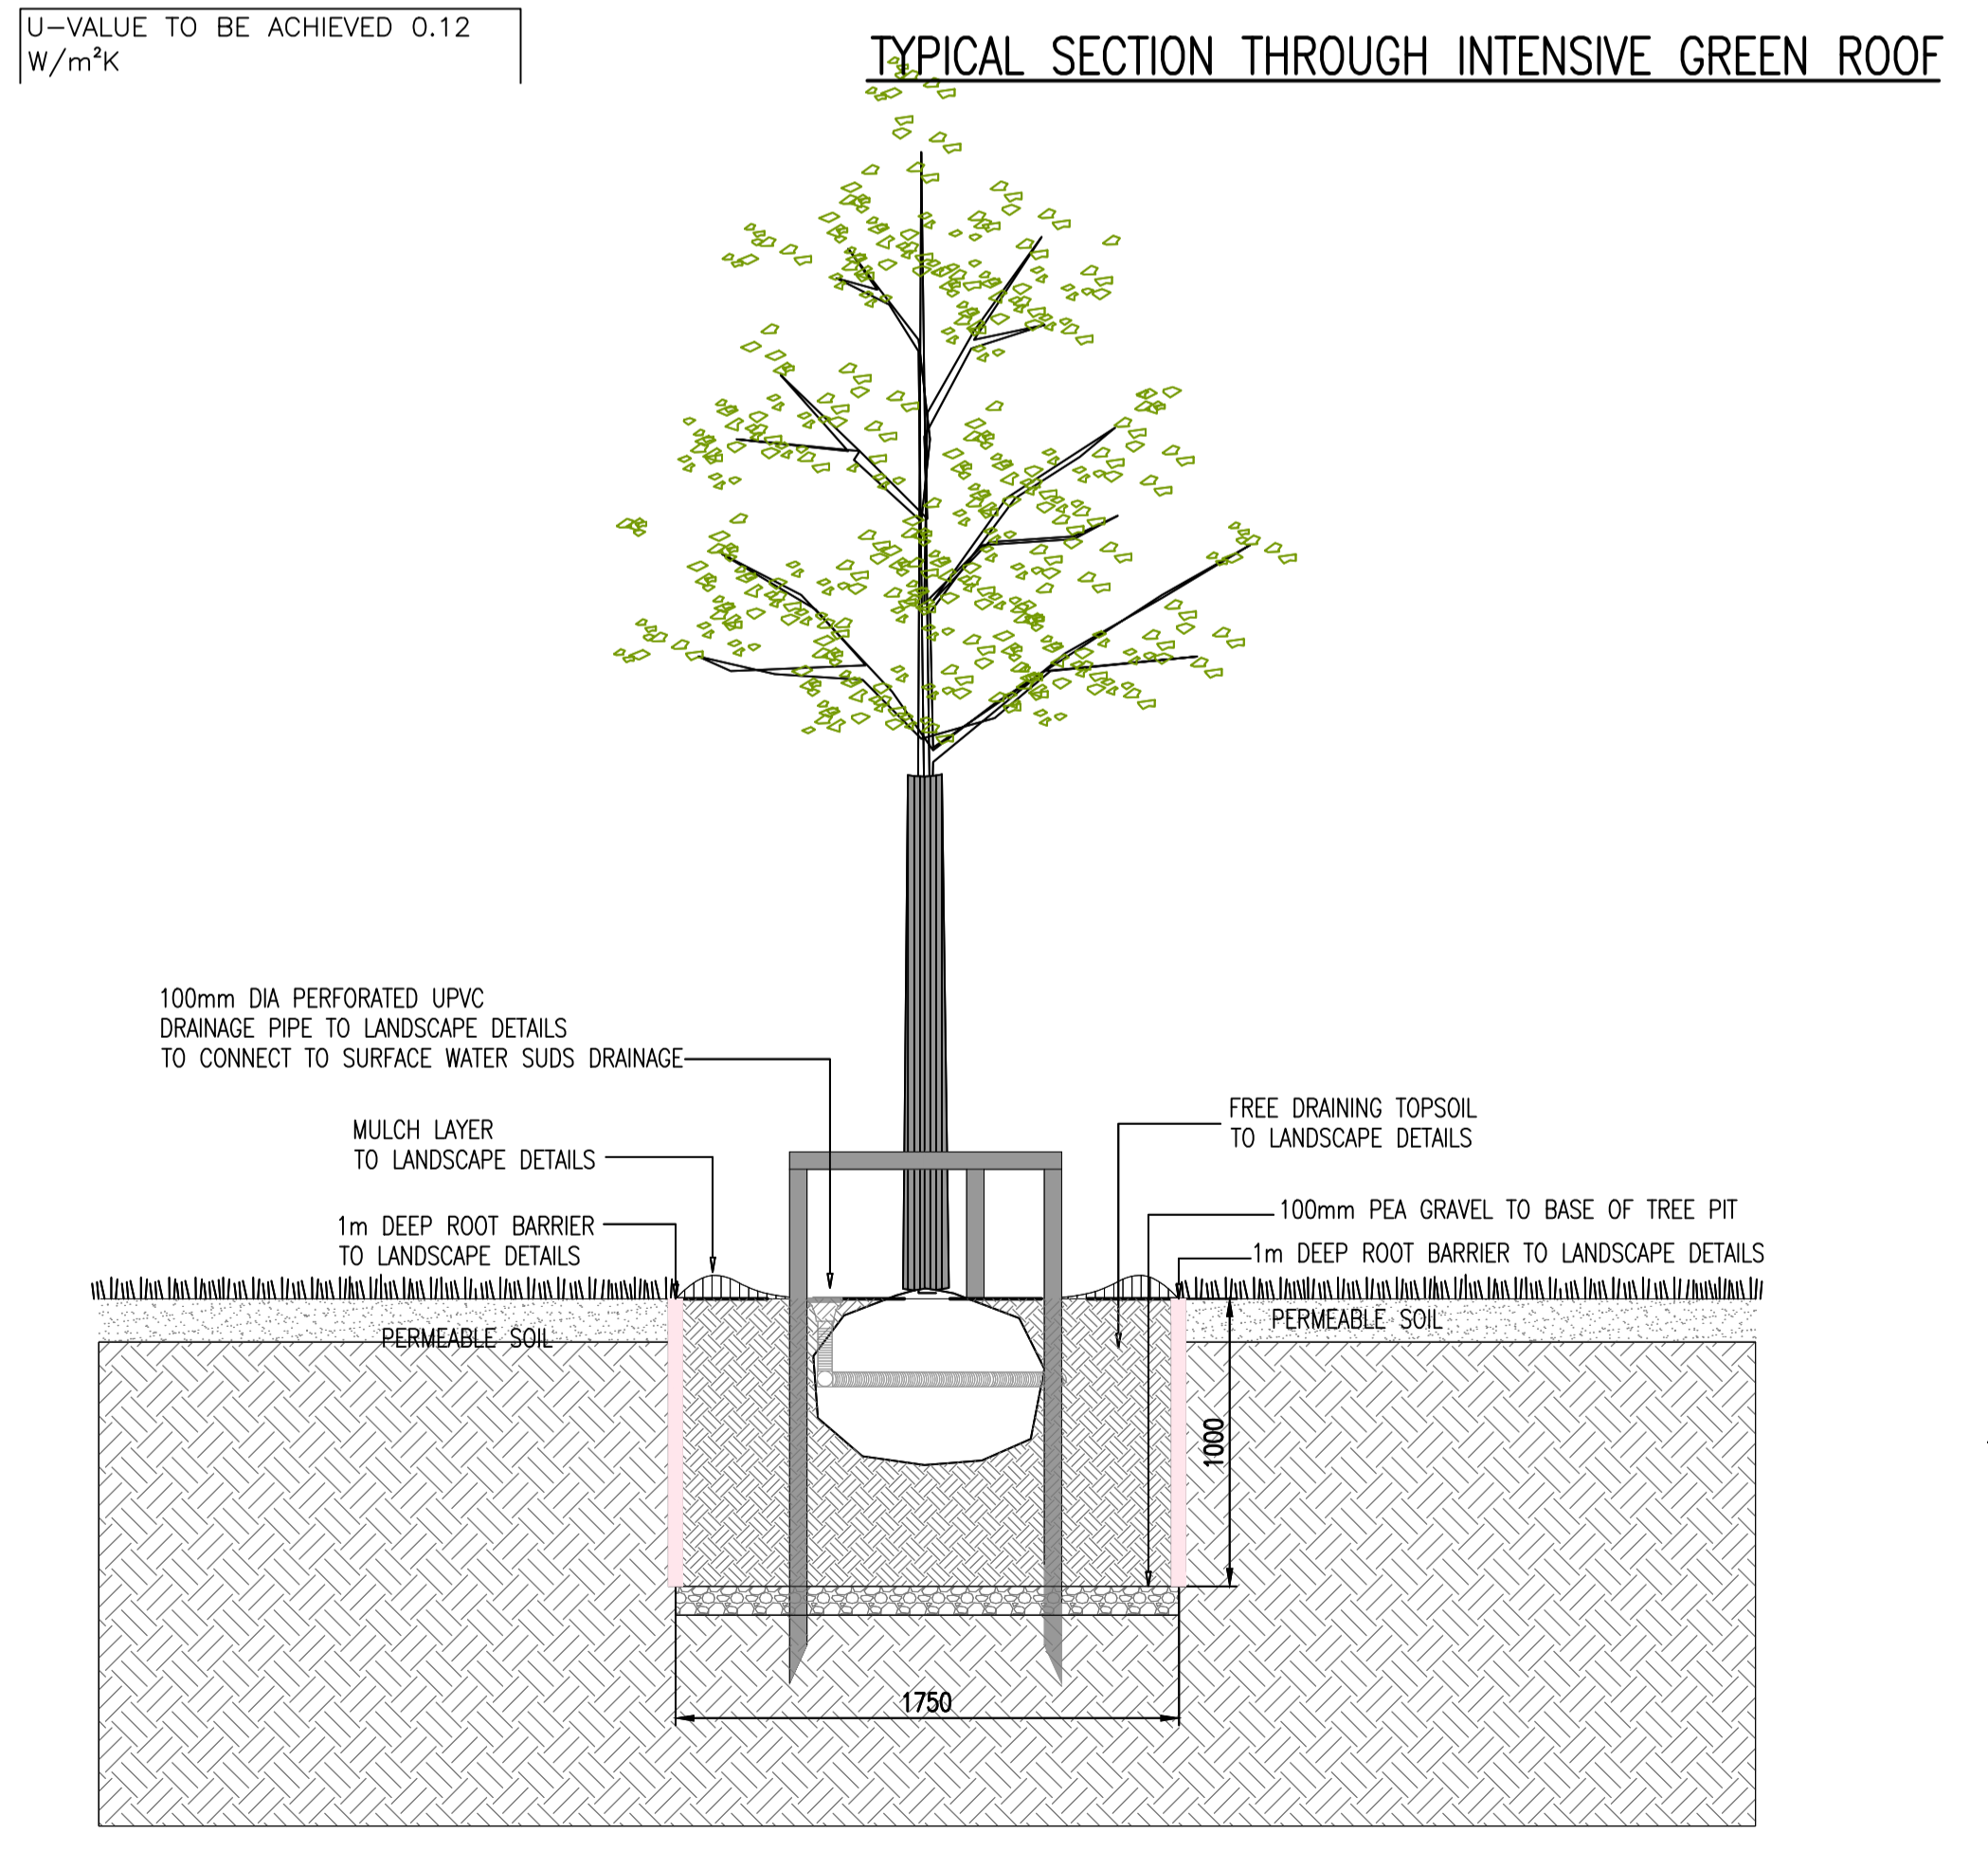 U-VALUE TO BE ACHIEVED 0.12
W/m²K
TYPICAL SECTION THROUGH INTENSIVE GREEN ROOF
100mm DIA PERFORATED UPVC
DRAINAGE PIPE TO LANDSCAPE DETAILS
TO CONNECT TO SURFACE WATER SUDS DRAINAGE
MULCH LAYER
TO LANDSCAPE DETAILS
1m DEEP ROOT BARRIER
TO LANDSCAPE DETAILS
FREE DRAINING TOPSOIL
TO LANDSCAPE DETAILS
100mm PEA GRAVEL TO BASE OF TREE PIT
1m DEEP ROOT BARRIER TO LANDSCAPE DETAILS
PERMEABLE SOIL
PERMEABLE SOIL
1000
1750